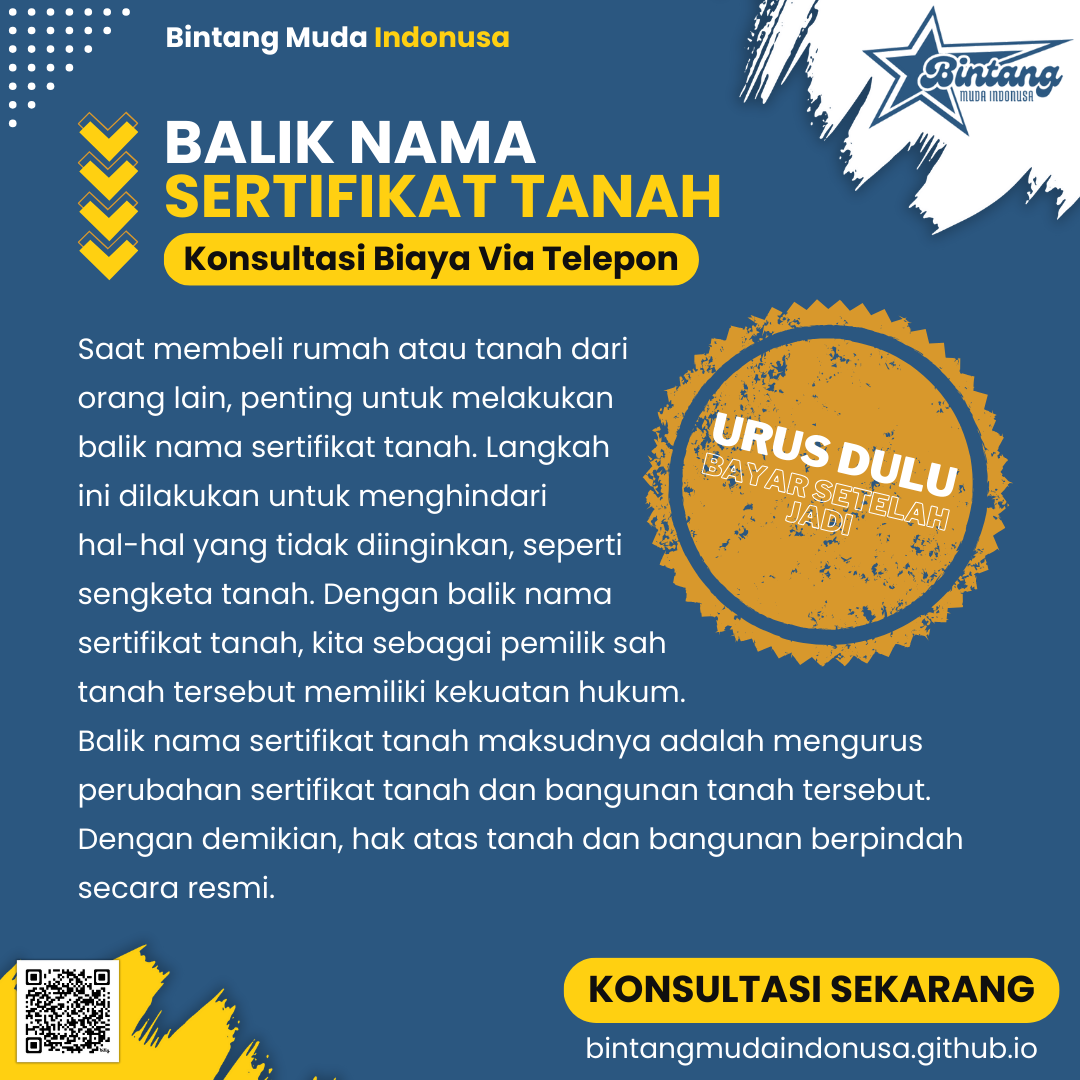 Bintang Muda Indonusa
Bintang
MUDA INDONUSA
BALIK NAMA
SERTIFIKAT TANAH
Konsultasi Biaya Via Telepon
Saat membeli rumah atau tanah dari
orang lain, penting untuk melakukan
balik nama sertifikat tanah. Langkah
ini dilakukan untuk menghindari
hal-hal yang tidak diinginkan, seperti
sengketa tanah. Dengan balik nama
sertifikat tanah, kita sebagai pemilik sah
tanah tersebut memiliki kekuatan hukum.
Balik nama sertifikat tanah maksudnya adalah mengurus
perubahan sertifikat tanah dan bangunan tanah tersebut.
Dengan demikian, hak atas tanah dan bangunan berpindah
secara resmi.
URUS DULU
BAYAR SETELAH
JADI
KONSULTASI SEKARANG
bintangmudaindonusa.github.io